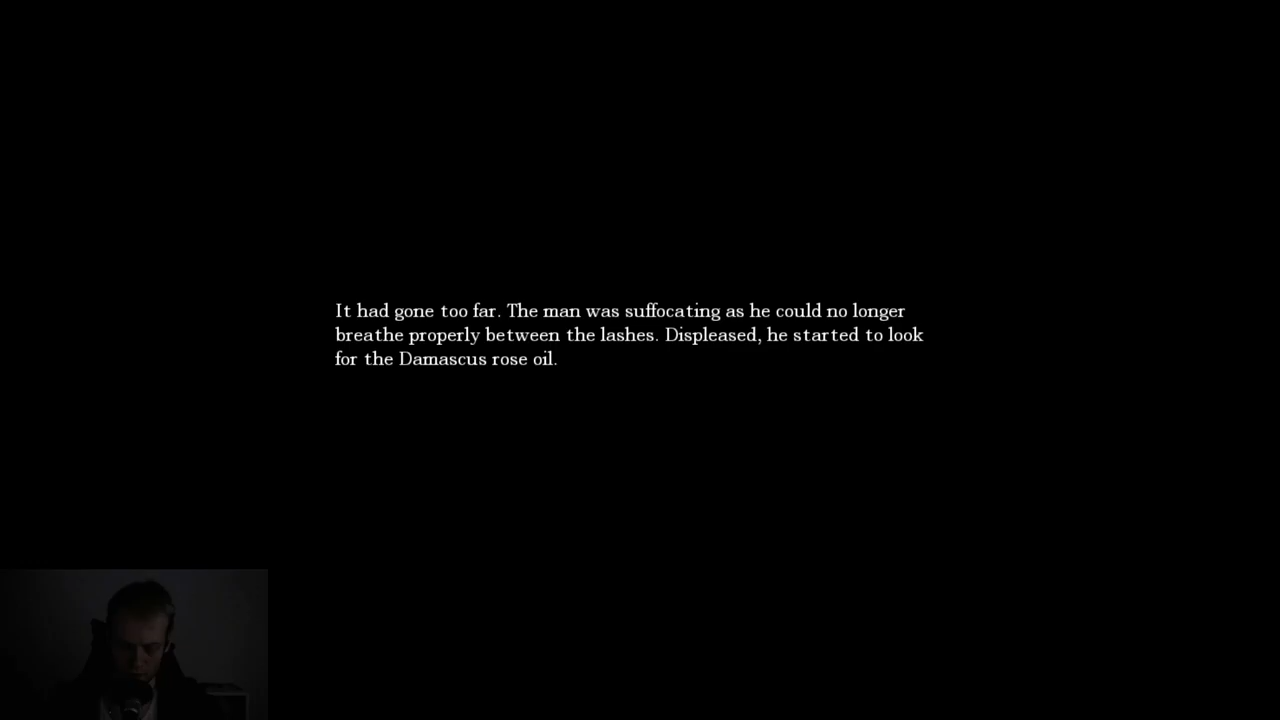 It had gone too far. The man was suffocating as he could no longer
breathe properly between the lashes. Displeased, he started to look
for the Damascus rose oil.